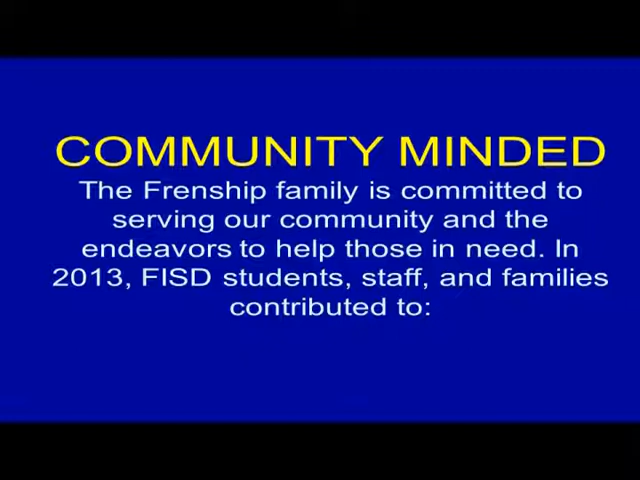 COMMUNITY MINDED
The Frenship family is committed to
serving our community and the
endeavors to help those in need. In
2013, FISD students, staff, and families
contributed to: